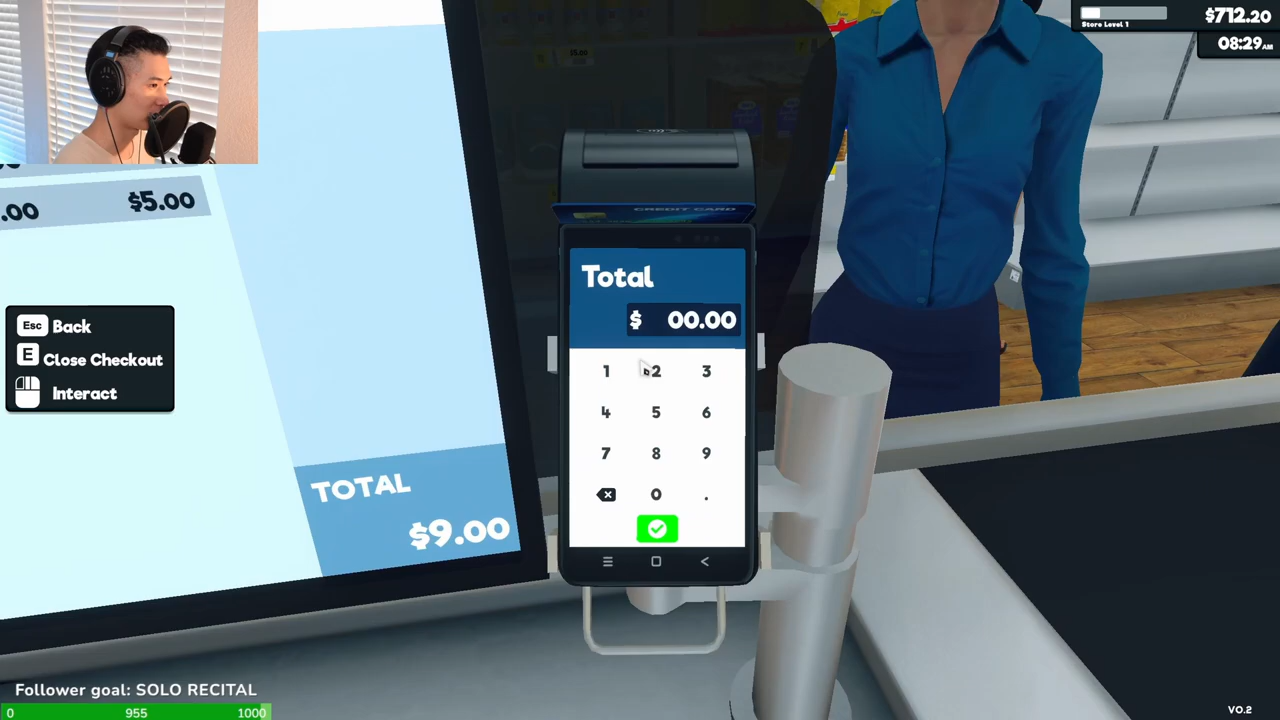 $712.20
Store Level 1
08:29AM
.00 $5.00
Esc Back
E Close Checkout
Interact
TOTAL
$9.00
CREDIT CARD
Total
$ 00.00
1 2 3
4 5 6
7 8 9
0 .
Follower goal: SOLO RECITAL
0 955 1000
V0.2